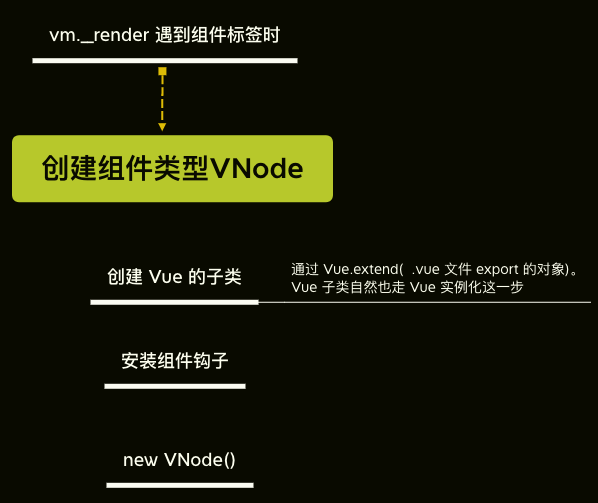 vm._render 遇到组件标签时
创建组件类型VNode
创建 Vue 的子类
通过 Vue.extend( .vue 文件 export 的对象)。
Vue 子类自然也走 Vue 实例化这一步
安装组件钩子
new VNode()